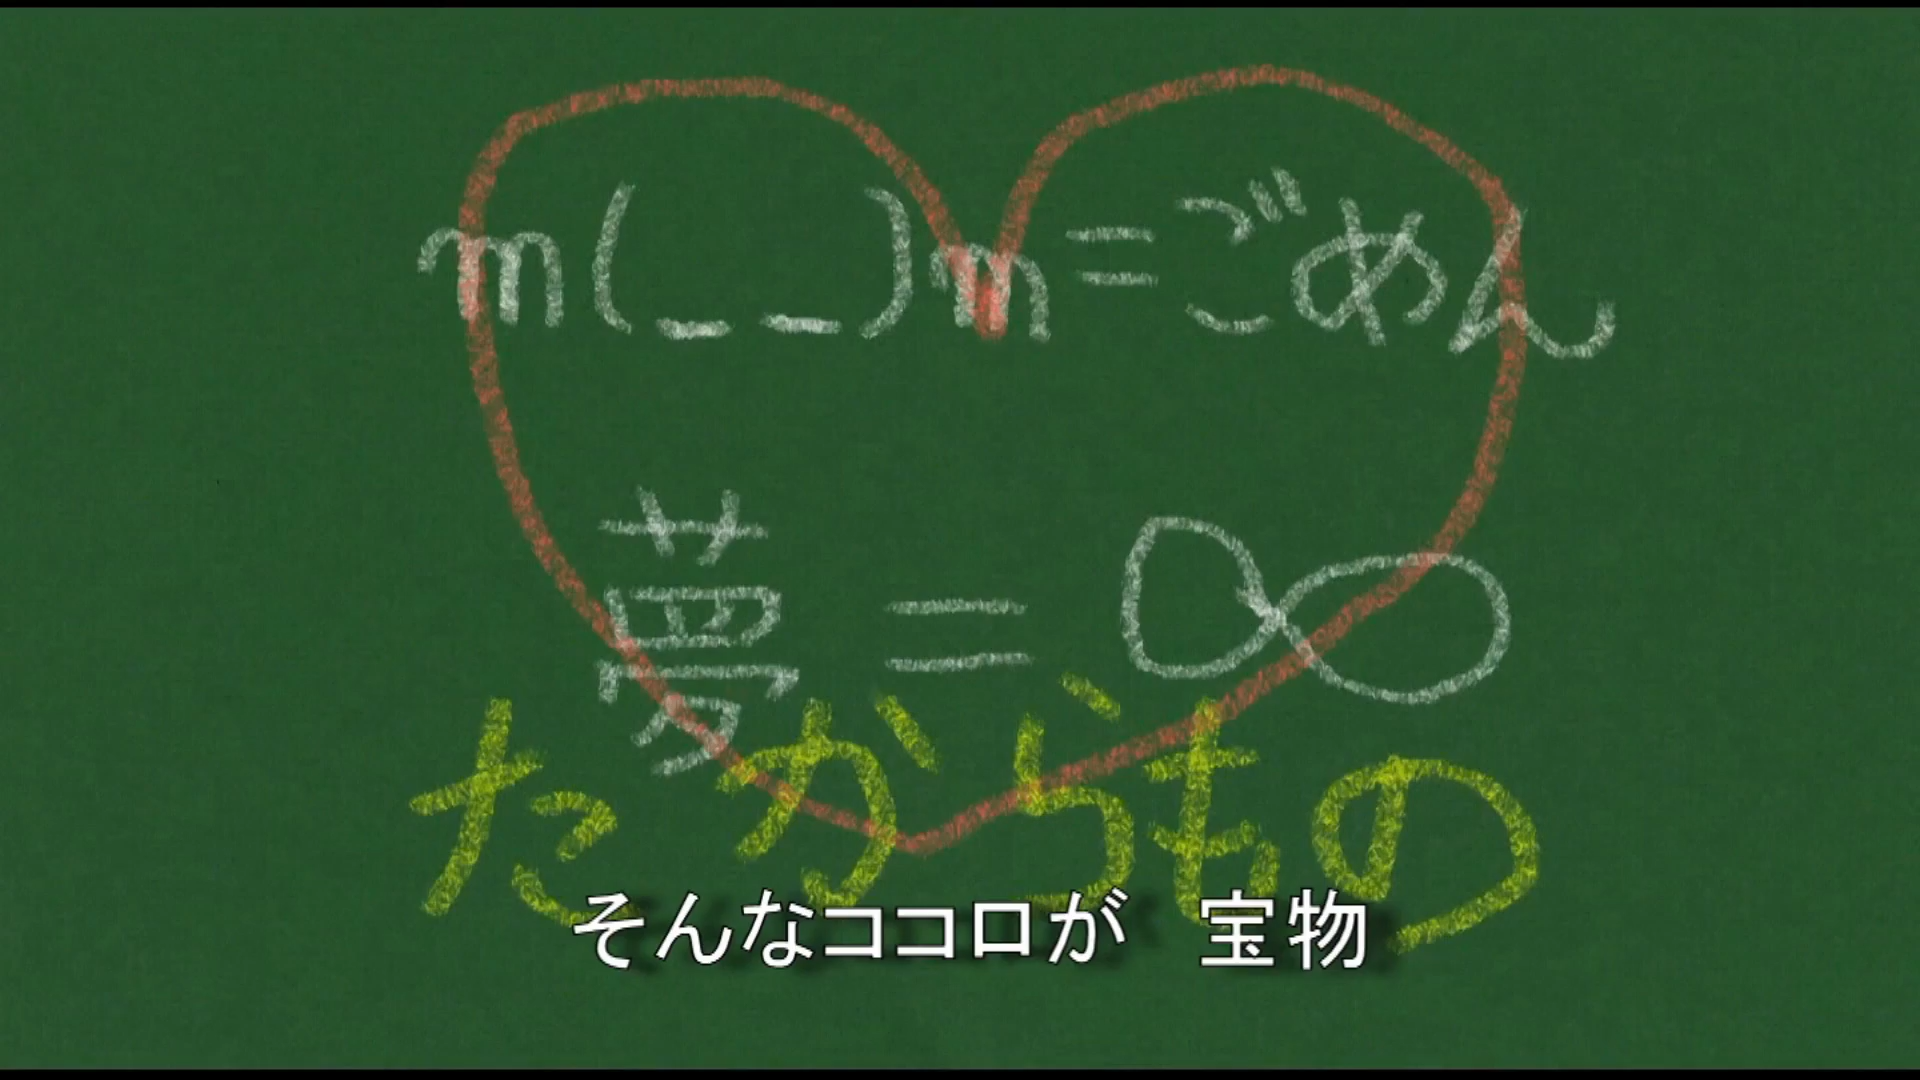 m(_ _)m=ごめん
夢=∞
たからもの
そんなココロが　宝物